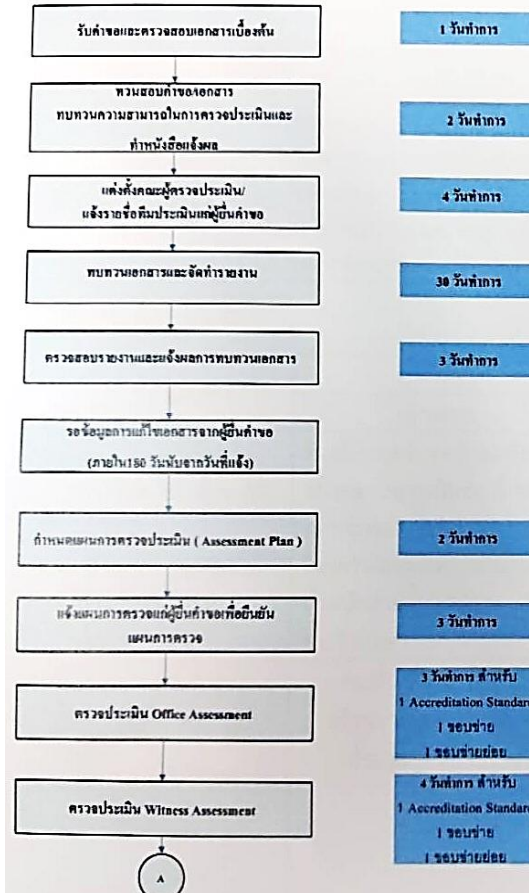 รับคำขอและตรวจสอบเอกสารเบื้องต้น
1 วันทำการ
ทวนสอบคำขอ/เอกสาร
ทบทวนความสามารถในการตรวจประเมินและ
ทำหนังสือแจ้งผล
2 วันทำการ
แต่งตั้งคณะผู้ตรวจประเมิน/
แจ้งรายชื่อทีมประเมินแก่ผู้ยื่นคำขอ
4 วันทำการ
ทบทวนเอกสารและจัดทำรายงาน
30 วันทำการ
ตรวจสอบรายงานและแจ้งผลการทบทวนเอกสาร
3 วันทำการ
รอข้อมูลการแก้ไขเอกสารจากผู้ยื่นคำขอ
(ภายใน180 วันนับจากวันที่แจ้ง)
กำหนดแผนการตรวจประเมิน ( Assessment Plan )
2 วันทำการ
แจ้งแผนการตรวจแก่ผู้ยื่นคำขอเพื่อยืนยัน
แผนการตรวจ
3 วันทำการ
ตรวจประเมิน Office Assessment
3 วันทำการ สำหรับ
1 Accreditation Standard
1 ขอบข่าย
1 ขอบข่ายย่อย
ตรวจประเมิน Witness Assessment
4 วันทำการ สำหรับ
1 Accreditation Standard
1 ขอบข่าย
1 ขอบข่ายย่อย
A